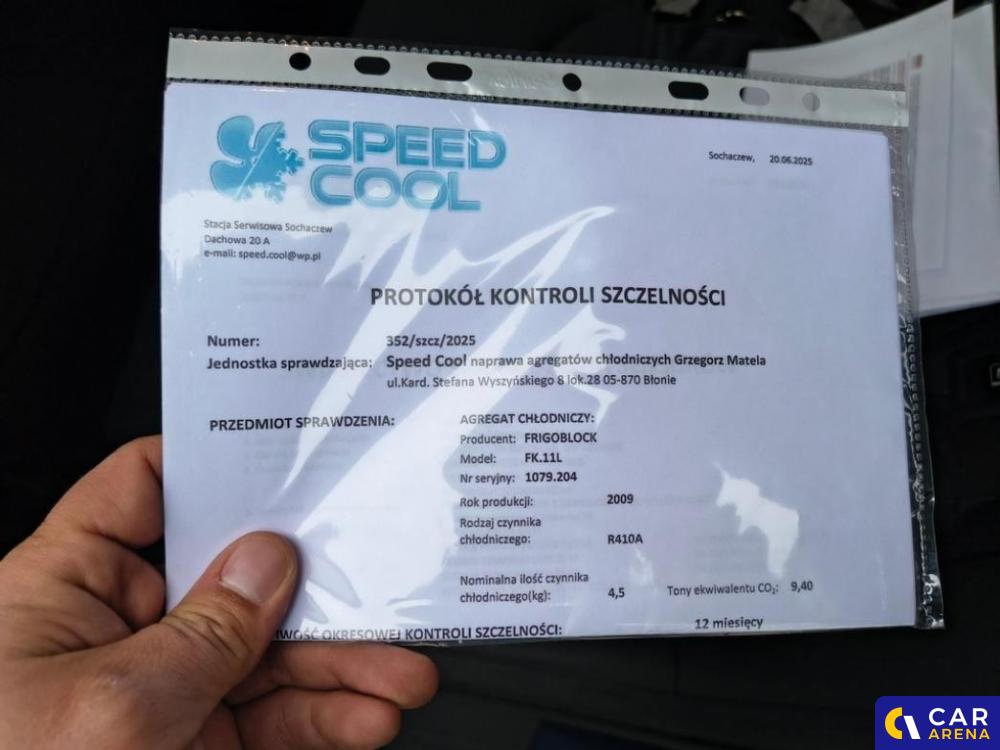 SPEED
COOL
Sochaczew, 20.06.2025
Stacja Serwisowa Sochaczew
Dachowa 20 A
e-mail: speed.cool@wp.pl
PROTOKÓŁ KONTROLI SZCZELNOŚCI
Numer: 352/szcz/2025
Jednostka sprawdzająca: Speed Cool naprawa agregatów chłodniczych Grzegorz Matela
ul.Kard. Stefana Wyszyńskiego 8 lok.28 05-870 Błonie
PRZEDMIOT SPRAWDZENIA: AGREGAT CHŁODNICZY:
Producent: FRIGOBLOCK
Model: FK.11L
Nr seryjny: 1079.204
Rok produkcji: 2009
Rodzaj czynnika
chłodniczego: R410A
Nominalna ilość czynnika
chłodniczego(kg): 4,5 Tony ekwiwalentu CO₂: 9,40
OKRESOWEJ KONTROLI SZCZELNOŚCI: 12 miesięcy
CAR
ARENA